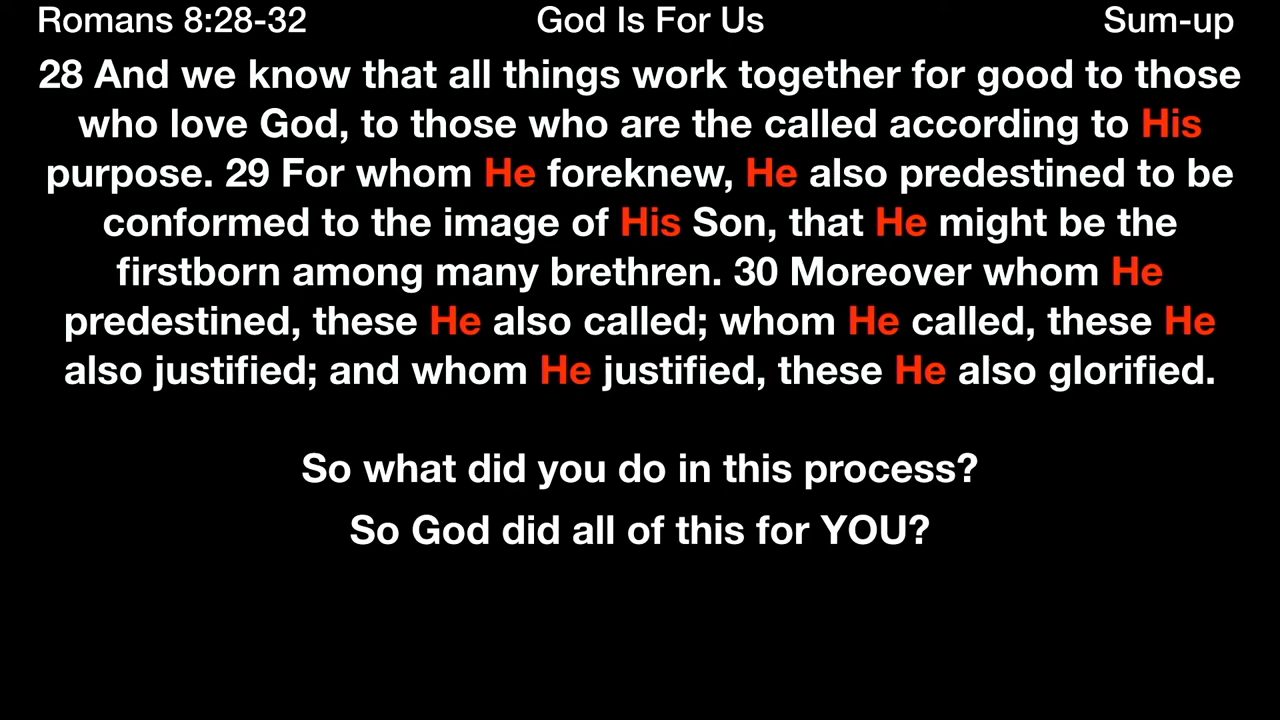 Romans 8:28-32 God Is For Us Sum-up
28 And we know that all things work together for good to those
who love God, to those who are the called according to His
purpose. 29 For whom He foreknew, He also predestined to be
conformed to the image of His Son, that He might be the
firstborn among many brethren. 30 Moreover whom He
predestined, these He also called; whom He called, these He
also justified; and whom He justified, these He also glorified.
So what did you do in this process?
So God did all of this for YOU?